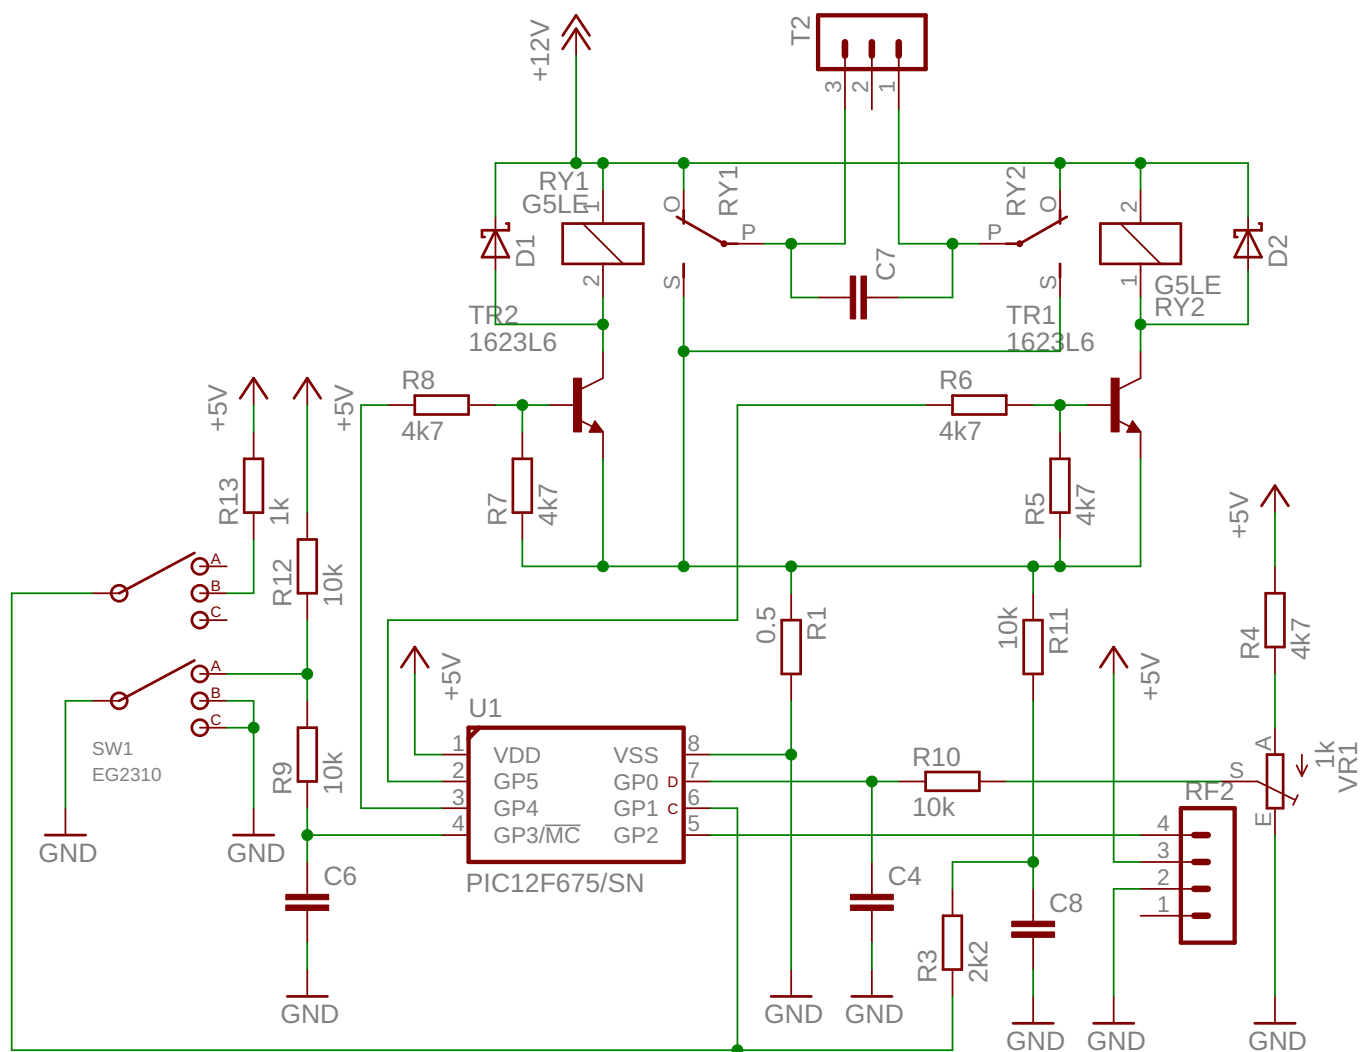 +12V
T2
3
2
1
RY1
G5LE
1
2
D1
O
S
P
RY1
C7
RY2
O
P
S
2
1
G5LE
RY2
D2
TR2
1623L6
TR1
1623L6
+5V
+5V
R8
4k7
R6
4k7
R13
1k
R7
4k7
R5
4k7
+5V
A
B
C
R12
10k
0.5
R1
10k
R11
R4
4k7
A
B
C
SW1
EG2310
+5V
+5V
R9
10k
U1
1 VDD VSS 8
2 GP5 GP0 D 7
3 GP4 GP1 C 6
4 GP3/MC GP2 5
PIC12F675/SN
R10
10k
A
S
E
1k
VR1
RF2
4
3
2
1
GND
GND
C6
C4
C8
R3
2k2
GND
GND
GND
GND
GND
GND